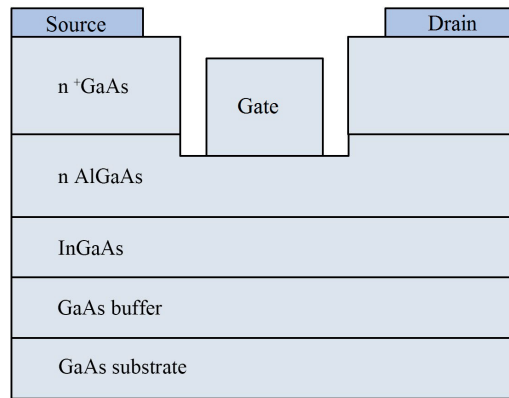 Source
Drain
n ⁺GaAs
Gate
n AlGaAs
InGaAs
GaAs buffer
GaAs substrate